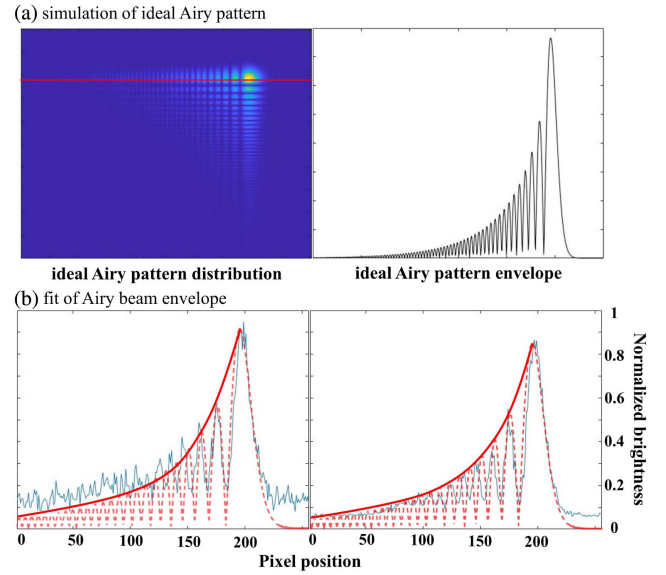 (a) simulation of ideal Airy pattern
ideal Airy pattern distribution
ideal Airy pattern envelope
(b) fit of Airy beam envelope
1
0.8
0.6
0.4
0.2
0
Normalized brightness
0 50 100 150 200
0 50 100 150 200
Pixel position